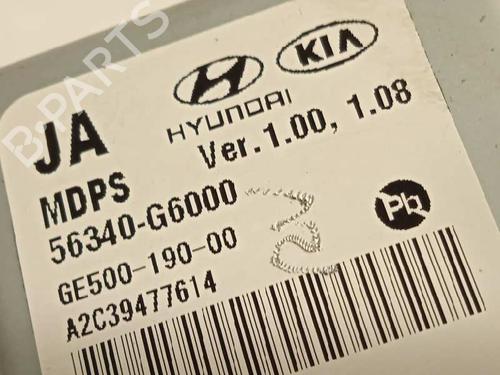 JA
HYUNDAI
KIA
Ver.1.00, 1.08
MDPS
56340-G6000
GE500-190-00
A2C39477614
Pb
B-PARTS